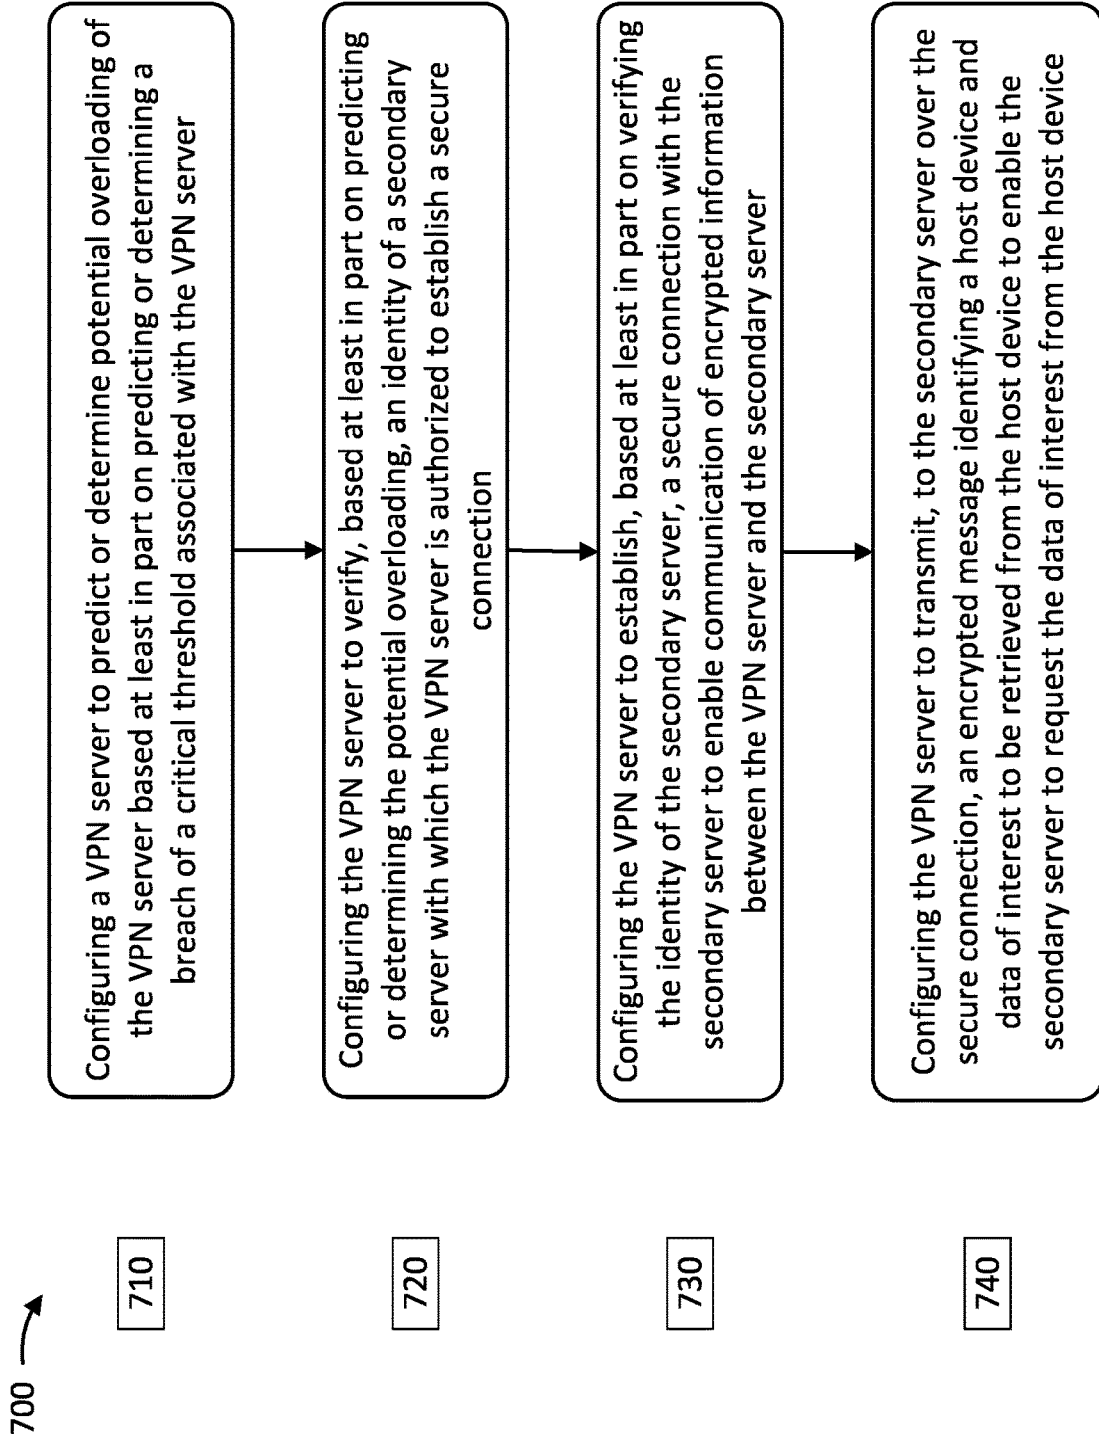 700
710
Configuring a VPN server to predict or determine potential overloading of
the VPN server based at least in part on predicting or determining a
breach of a critical threshold associated with the VPN server
720
Configuring the VPN server to verify, based at least in part on predicting
or determining the potential overloading, an identity of a secondary
server with which the VPN server is authorized to establish a secure
connection
730
Configuring the VPN server to establish, based at least in part on verifying
the identity of the secondary server, a secure connection with the
secondary server to enable communication of encrypted information
between the VPN server and the secondary server
740
Configuring the VPN server to transmit, to the secondary server over the
secure connection, an encrypted message identifying a host device and
data of interest to be retrieved from the host device to enable the
secondary server to request the data of interest from the host device